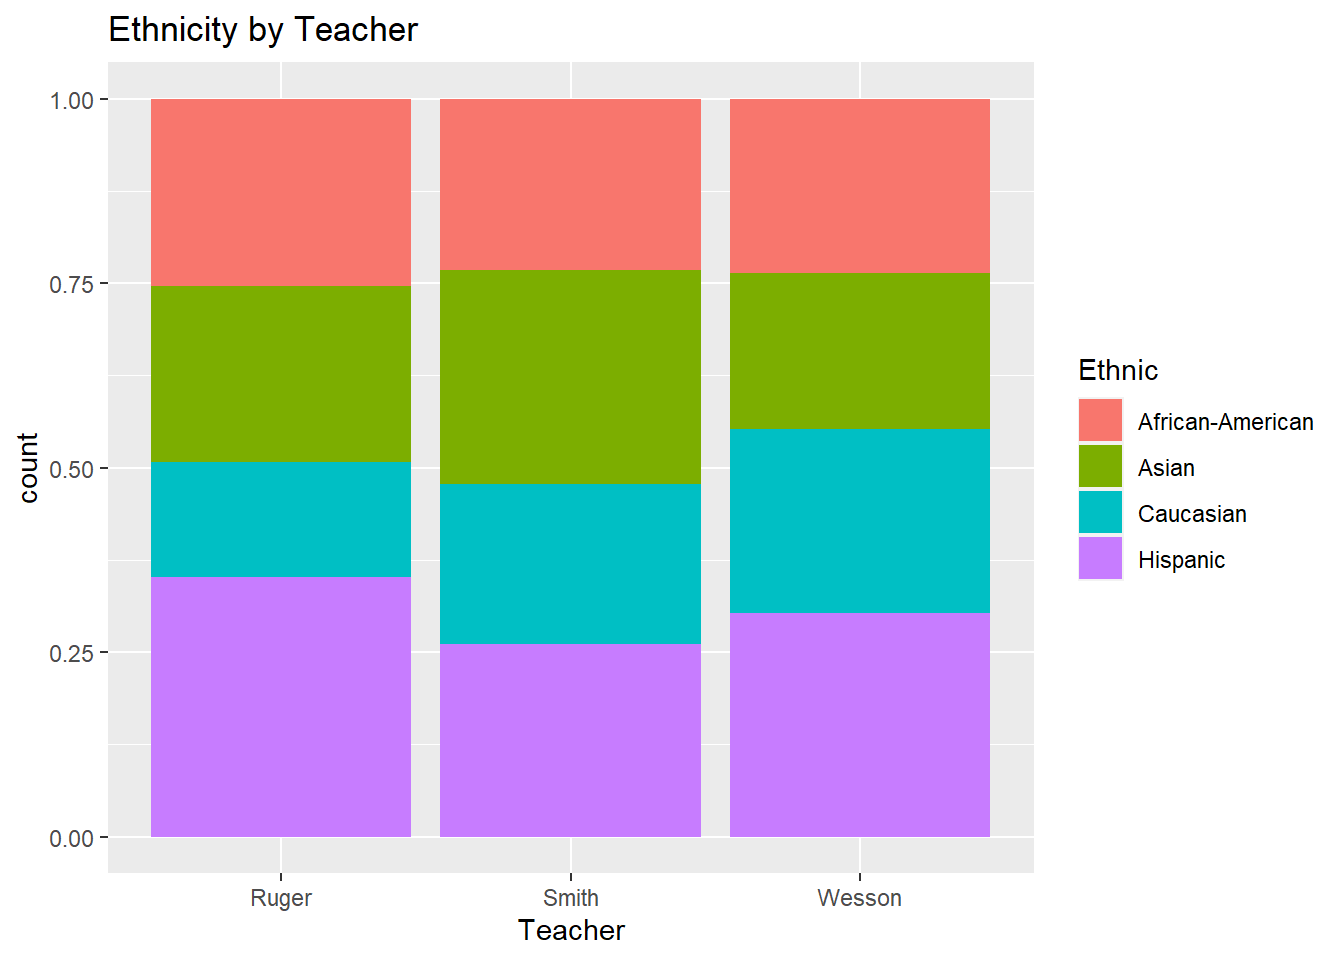 Ethnicity by Teacher
1.00
0.75
0.50
0.25
0.00
count
Ruger Smith Wesson
Teacher
Ethnic
African-American
Asian
Caucasian
Hispanic